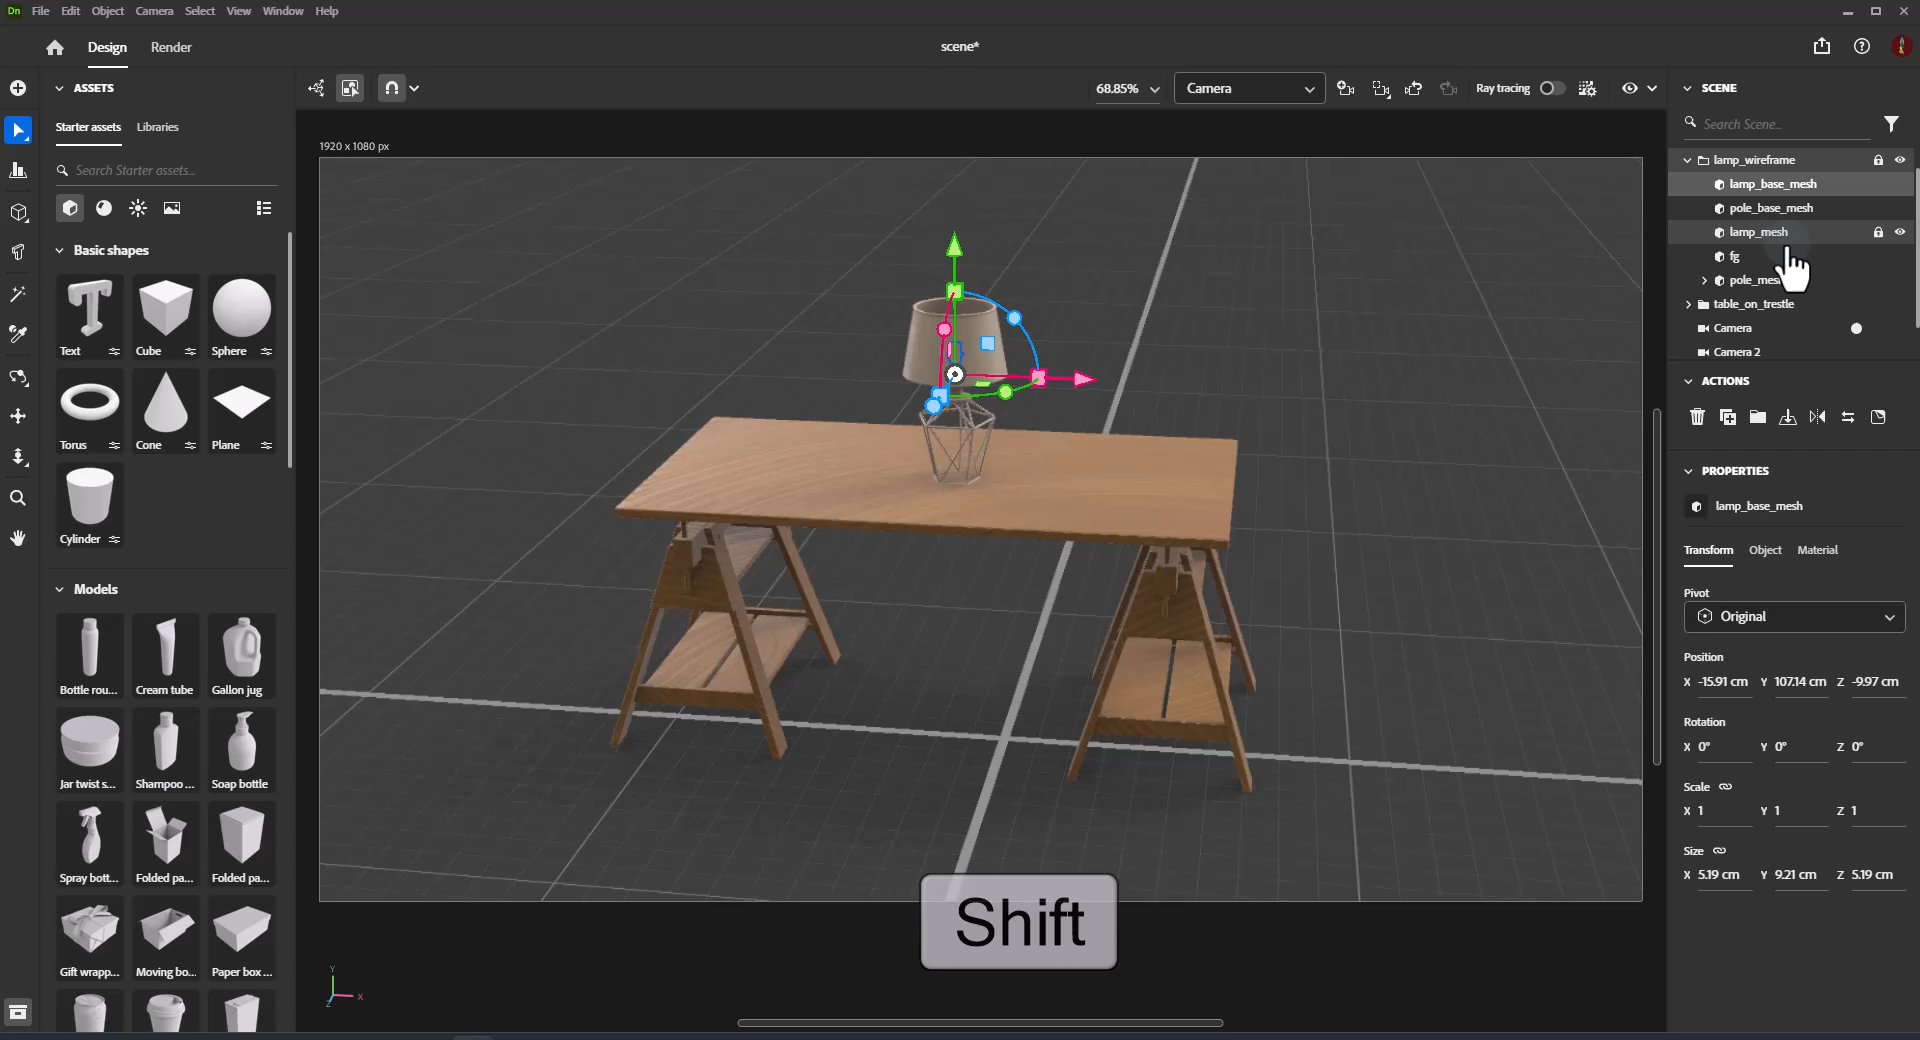 Dn File Edit Object Camera Select View Window Help
Design Render scene*
ASSETS
Starter assets Libraries
Search Starter assets...
Basic shapes
Text Cube Sphere
Torus Cone Plane
Cylinder
Models
Bottle rou... Cream tube Gallon jug
Jar twist s... Shampoo ... Soap bottle
Spray bott... Folded pa... Folded pa...
Gift wrapp... Moving bo... Paper box ...
68.85% Camera Ray tracing
1920 x 1080 px
Shift
Y
X
Z
SCENE
Search Scene...
lamp_wireframe
lamp_base_mesh
pole_base_mesh
lamp_mesh
fg
table_on_trestle
Camera
Camera 2
ACTIONS
PROPERTIES
lamp_base_mesh
Transform Object Material
Pivot
Original
Position
X -15.91 cm Y 107.14 cm Z -9.97 cm
Rotation
X 0° Y 0° Z 0°
Scale
X 1 Y 1 Z 1
Size
X 5.19 cm Y 9.21 cm Z 5.19 cm